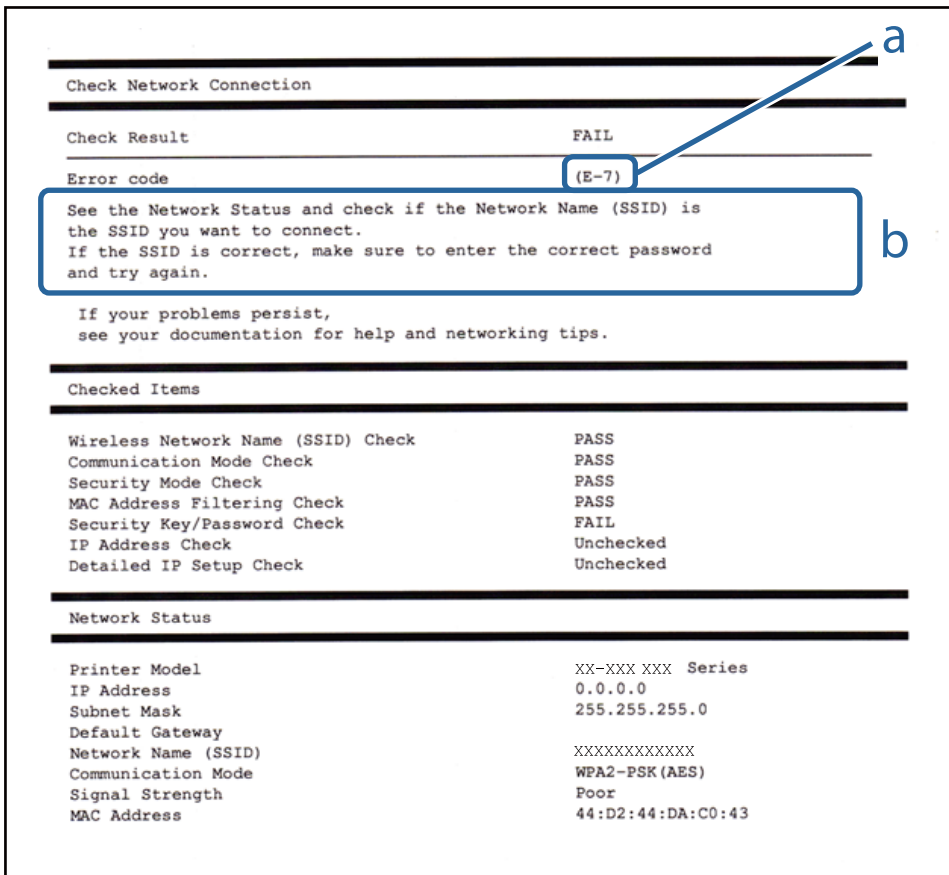 a
Check Network Connection
Check Result FAIL
Error code (E-7)
See the Network Status and check if the Network Name (SSID) is
the SSID you want to connect.
If the SSID is correct, make sure to enter the correct password
and try again.
b
If your problems persist,
see your documentation for help and networking tips.
Checked Items
Wireless Network Name (SSID) Check PASS
Communication Mode Check PASS
Security Mode Check PASS
MAC Address Filtering Check PASS
Security Key/Password Check FAIL
IP Address Check Unchecked
Detailed IP Setup Check Unchecked
Network Status
Printer Model XX-XXX XXX Series
IP Address 0.0.0.0
Subnet Mask 255.255.255.0
Default Gateway
Network Name (SSID) XXXXXXXXXXXX
Communication Mode WPA2-PSK(AES)
Signal Strength Poor
MAC Address 44:D2:44:DA:C0:43